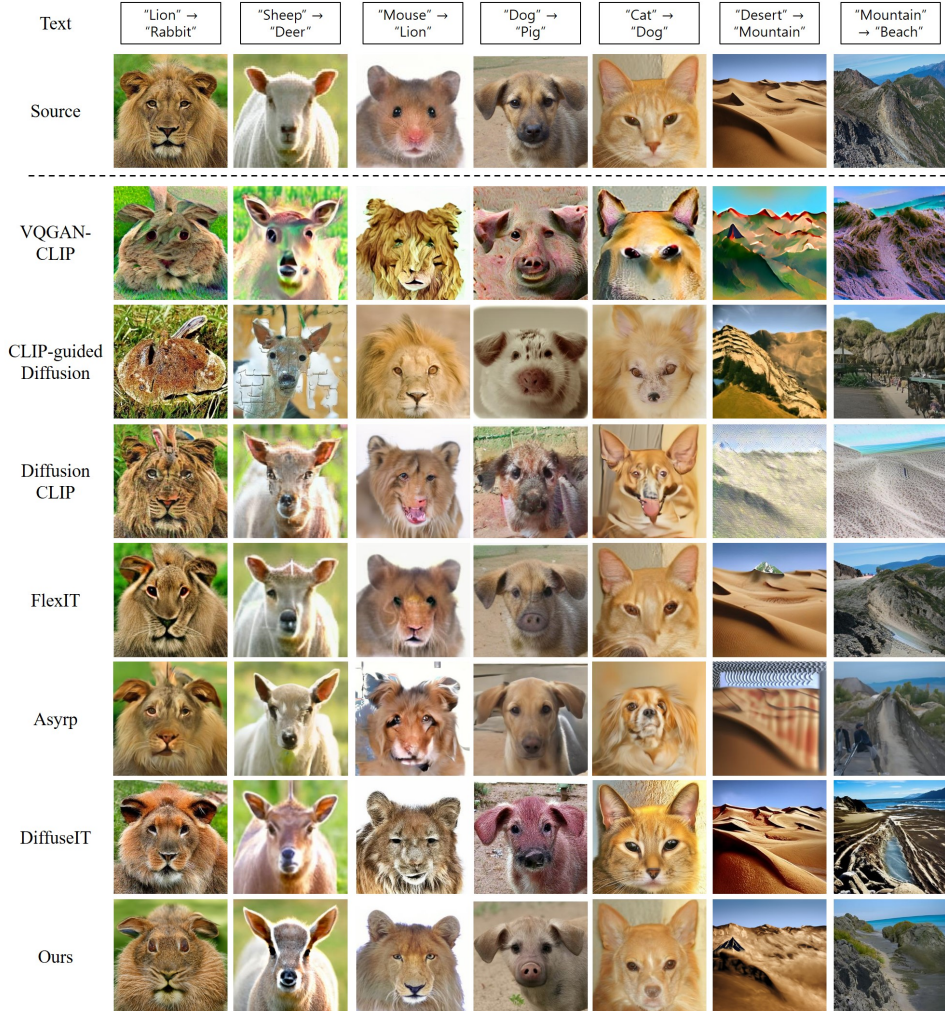 Text
"Lion" →
"Rabbit"
"Sheep" →
"Deer"
"Mouse" →
"Lion"
"Dog" →
"Pig"
"Cat" →
"Dog"
"Desert" →
"Mountain"
"Mountain"
→ "Beach"
Source
VQGAN-
CLIP
CLIP-guided
Diffusion
Diffusion
CLIP
FlexIT
Asyrp
DiffuseIT
Ours